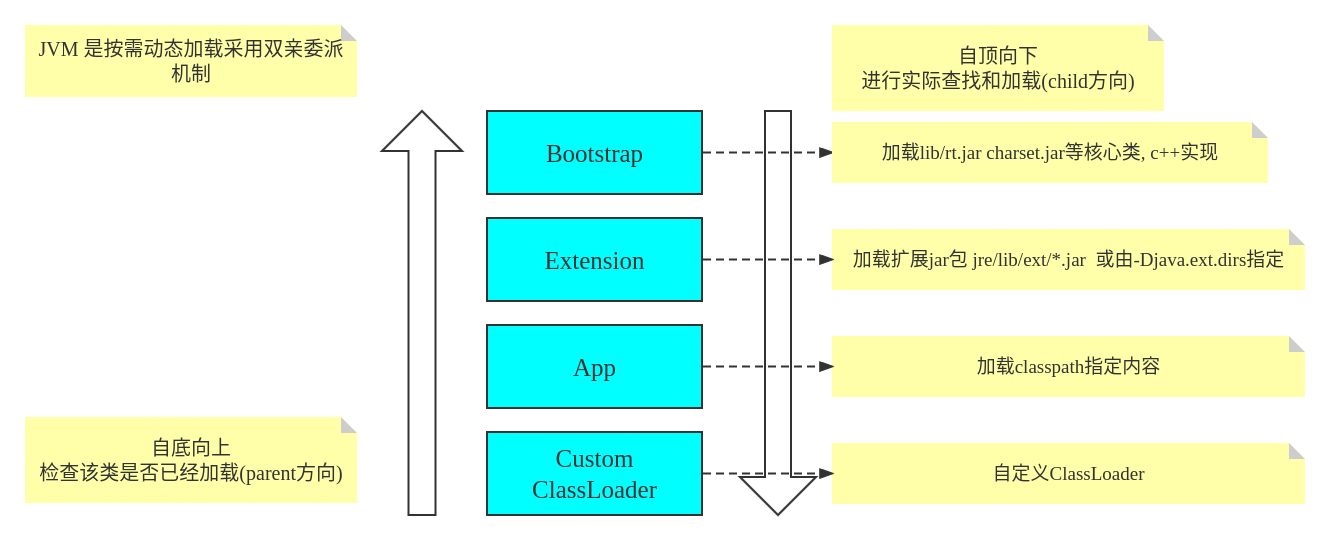 JVM 是按需动态加载采用双亲委派
机制
自顶向下
进行实际查找和加载(child方向)
Bootstrap
加载lib/rt.jar charset.jar等核心类, c++实现
Extension
加载扩展jar包 jre/lib/ext/*.jar  或由-Djava.ext.dirs指定
App
加载classpath指定内容
自底向上
检查该类是否已经加载(parent方向)
Custom
ClassLoader
自定义ClassLoader